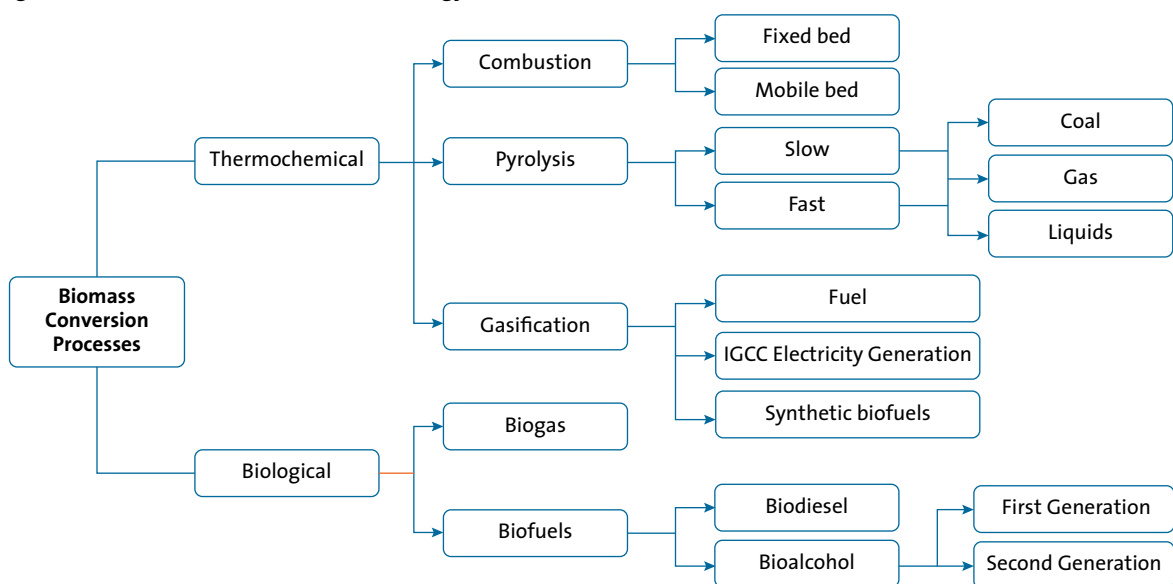 Combustion
Fixed bed
Mobile bed
Thermochemical
Pyrolysis
Slow
Fast
Coal
Gas
Liquids
Biomass
Conversion
Processes
Gasification
Fuel
IGCC Electricity Generation
Synthetic biofuels
Biological
Biogas
Biofuels
Biodiesel
Bioalcohol
First Generation
Second Generation